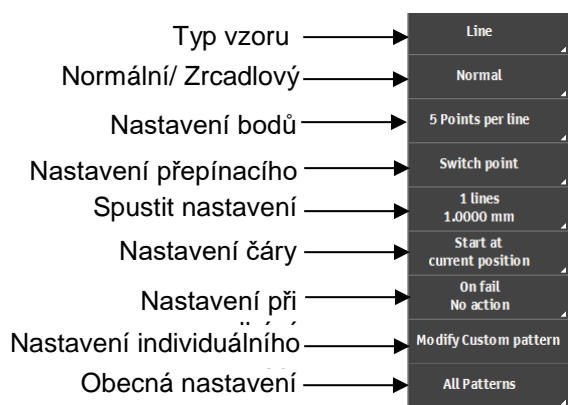 Typ vzoru
Line
Normální/ Zrcadlový
Normal
Nastavení bodů
5 Points per line
Nastavení přepínacího
Switch point
Spustit nastavení
1 lines
1.0000 mm
Nastavení čáry
Start at
current position
Nastavení při
On fail
No action
Nastavení individuálního
Modify Custom pattern
Obecná nastavení
All Patterns